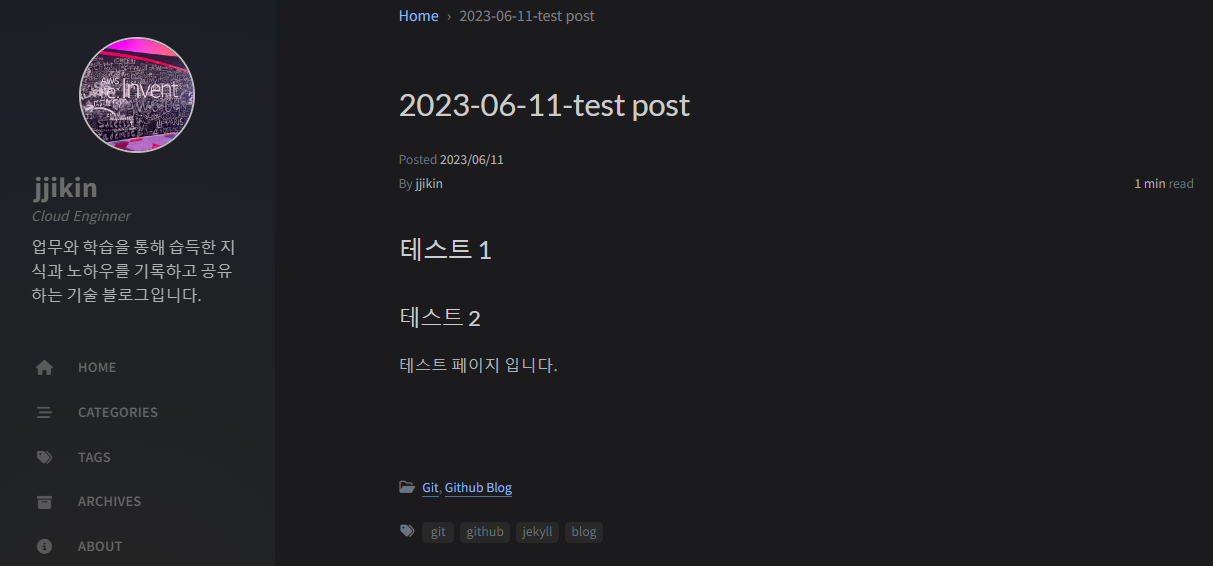 Home › 2023-06-11-test post
AWS
re:Invent
jjikin
Cloud Enginner
업무와 학습을 통해 습득한 지
식과 노하우를 기록하고 공유
하는 기술 블로그입니다.
HOME
CATEGORIES
TAGS
ARCHIVES
ABOUT
2023-06-11-test post
Posted 2023/06/11
By jjikin 1 min read
테스트 1
테스트 2
테스트 페이지 입니다.
Git, Github Blog
git github jekyll blog